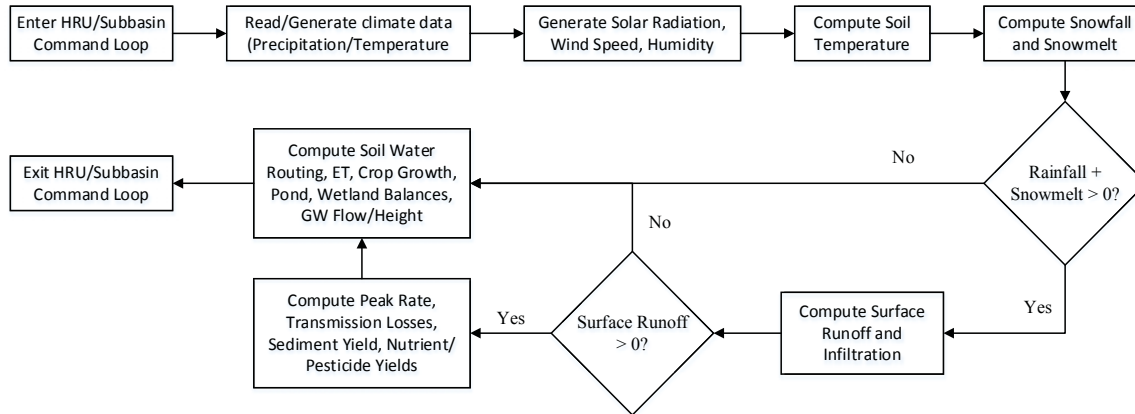 Enter HRU/Subbasin
Command Loop
Read/Generate climate data
(Precipitation/Temperature
Generate Solar Radiation,
Wind Speed, Humidity
Compute Soil
Temperature
Compute Snowfall
and Snowmelt
Rainfall +
Snowmelt > 0?
No
Yes
Compute Surface
Runoff and
Infiltration
Surface Runoff
> 0?
No
Yes
Compute Peak Rate,
Transmission Losses,
Sediment Yield, Nutrient/
Pesticide Yields
Compute Soil Water
Routing, ET, Crop Growth,
Pond, Wetland Balances,
GW Flow/Height
Exit HRU/Subbasin
Command Loop